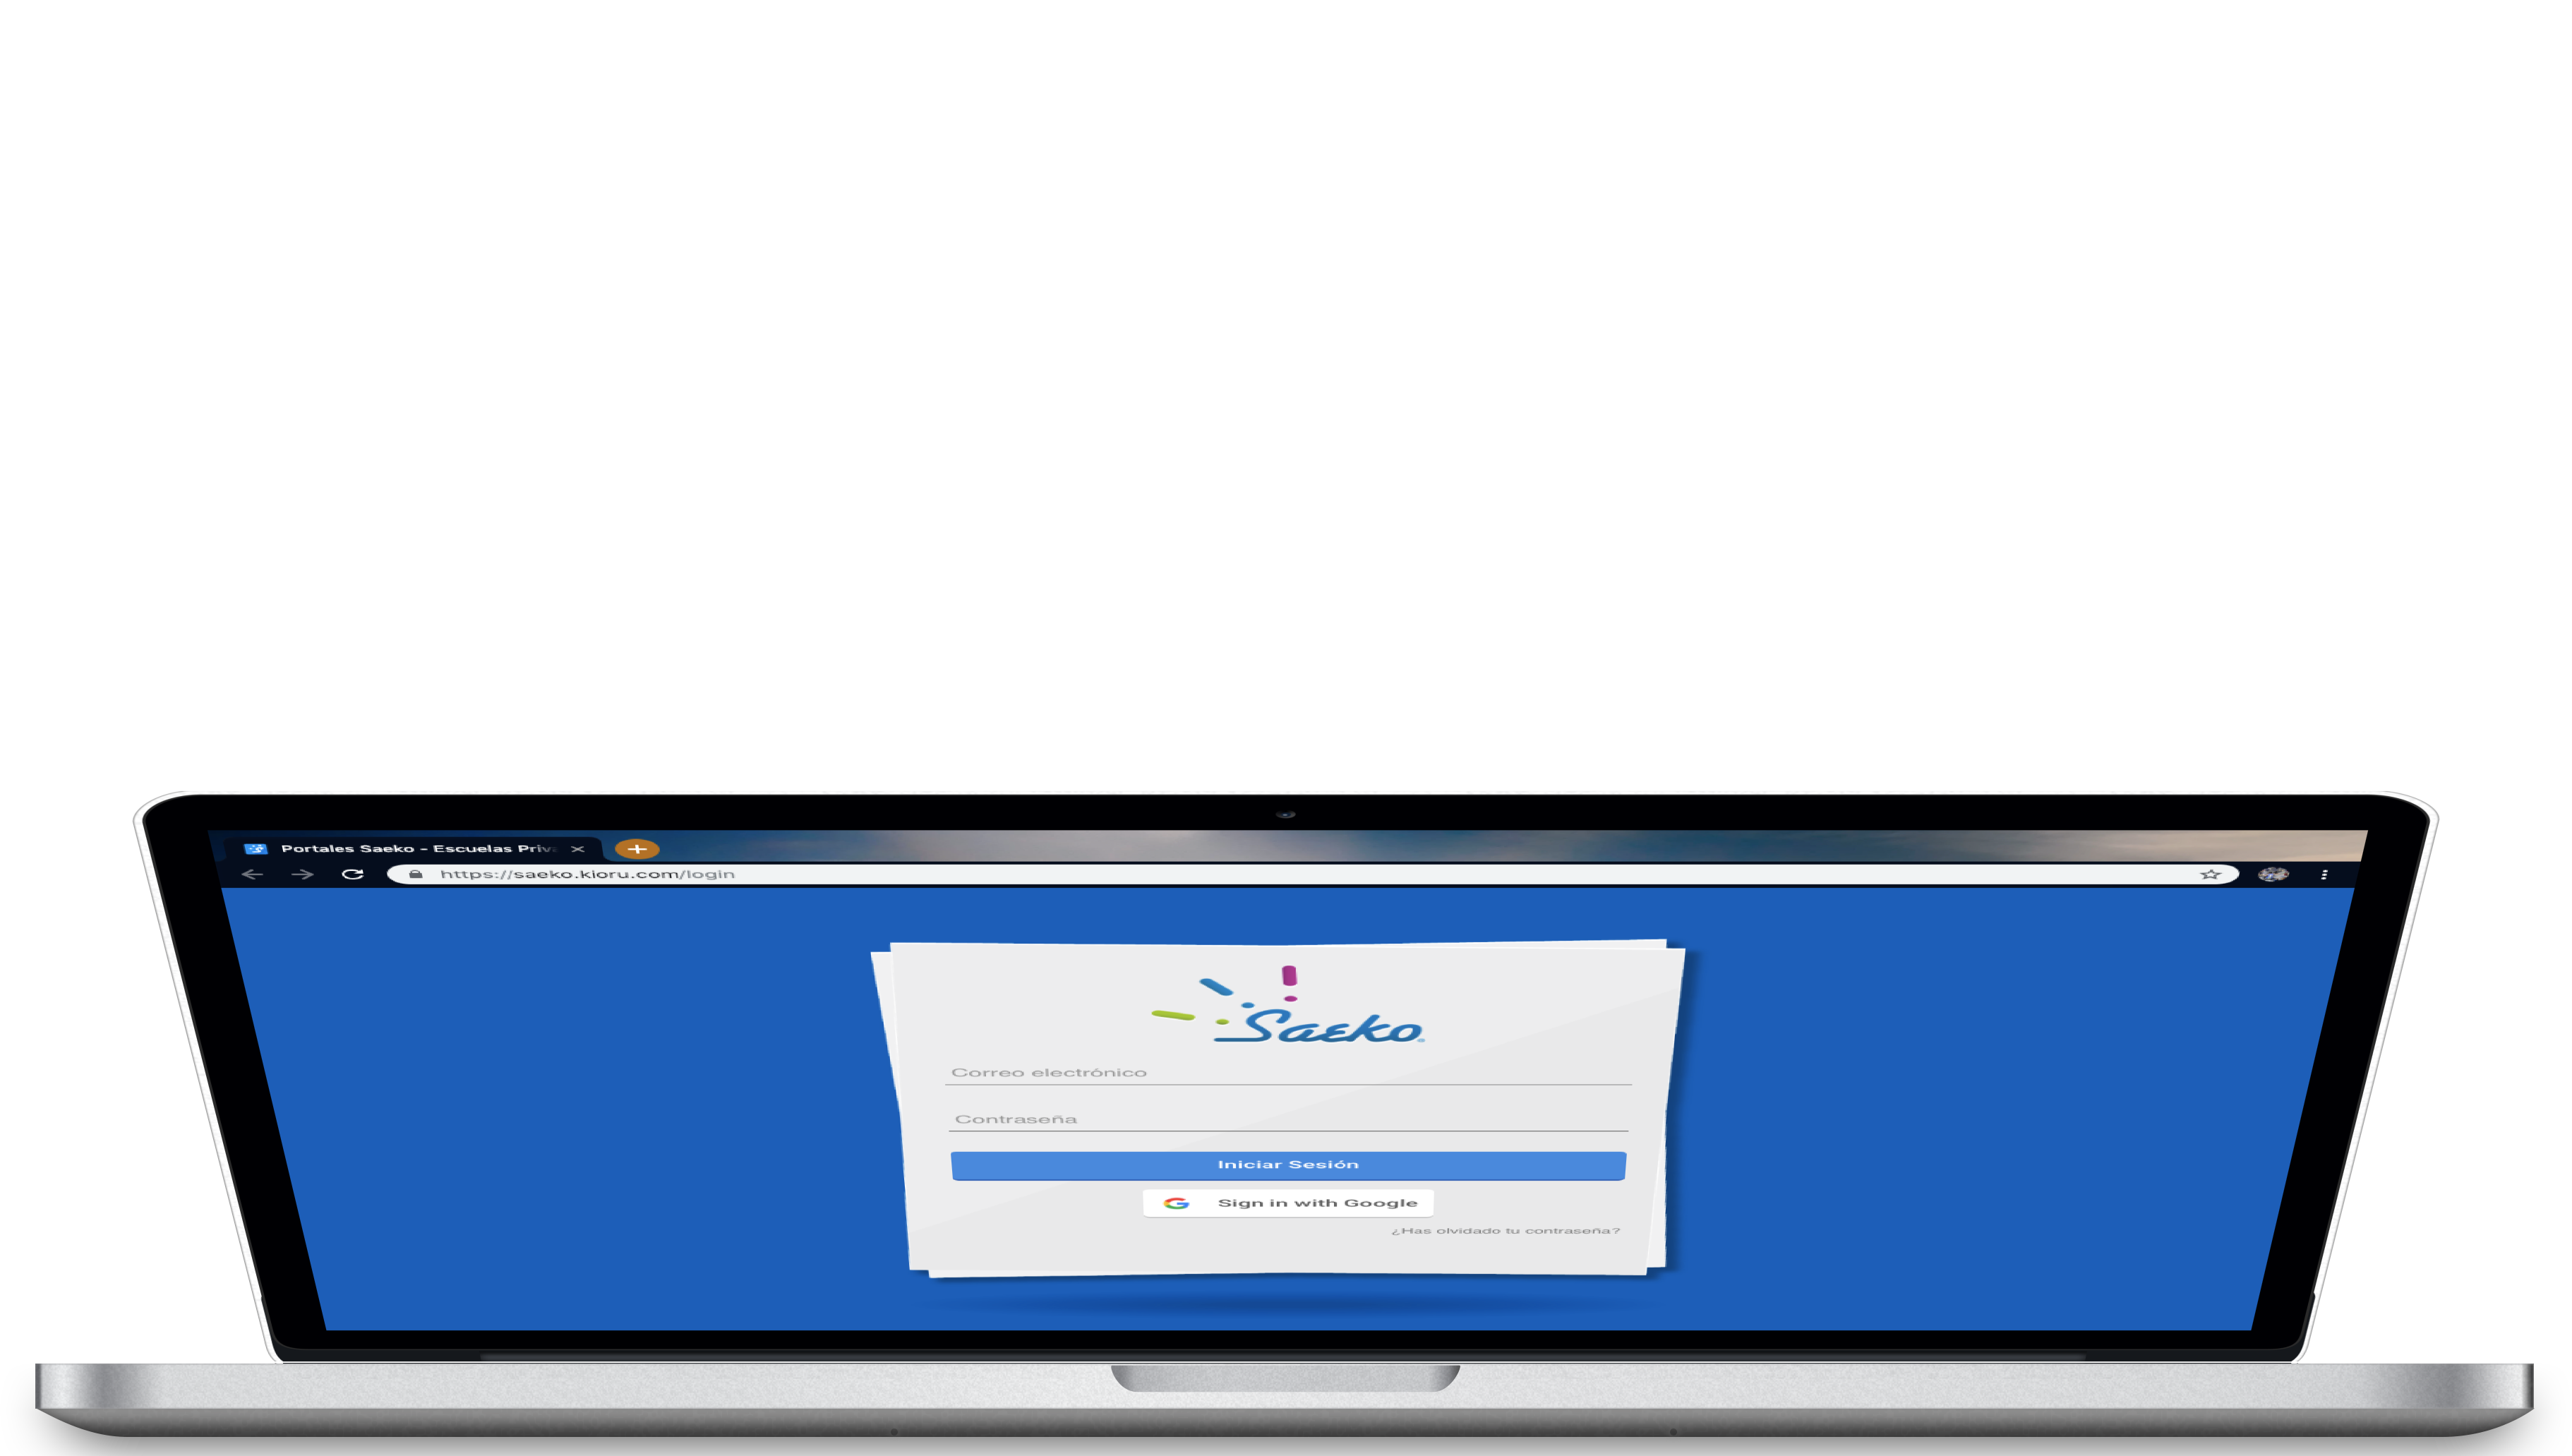 Portales Saeko - Escuelas Priv
https://saeko.kioru.com/login
Saeko
Correo electrónico
Contraseña
Iniciar Sesión
Sign in with Google
¿Has olvidado tu contraseña?